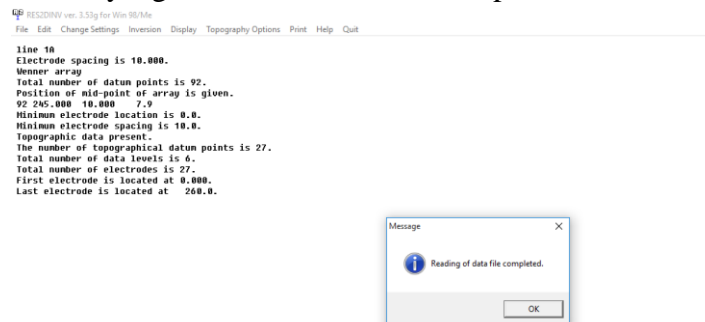 RES2DINV ver. 3.53g for Win 98/Me
File Edit Change Settings Inversion Display Topography Options Print Help Quit
line 1A
Electrode spacing is 10.000.
Wenner array
Total number of datum points is 92.
Position of mid-point of array is given.
92 245.000 10.000 7.9
Minimum electrode location is 0.0.
Minimum electrode spacing is 10.0.
Topographic data present.
The number of topographical datum points is 27.
Total number of data levels is 6.
Total number of electrodes is 27.
First electrode is located at 0.000.
Last electrode is located at 260.0.
Message
Reading of data file completed.
OK